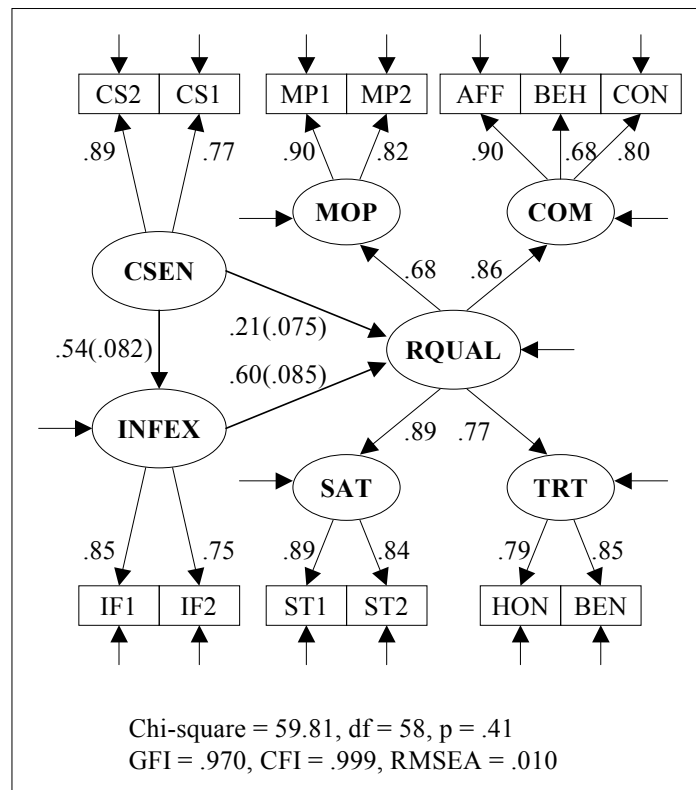 CS2 CS1 MP1 MP2 AFF BEH CON
.89 .77 .90 .82 .90 .68 .80
MOP COM
CSEN
.68 .86
.21(.075)
.54(.082) RQUAL
.60(.085)
INFEX
.89 .77
SAT TRT
.85 .75 .89 .84 .79 .85
IF1 IF2 ST1 ST2 HON BEN
Chi-square = 59.81, df = 58, p = .41
GFI = .970, CFI = .999, RMSEA = .010